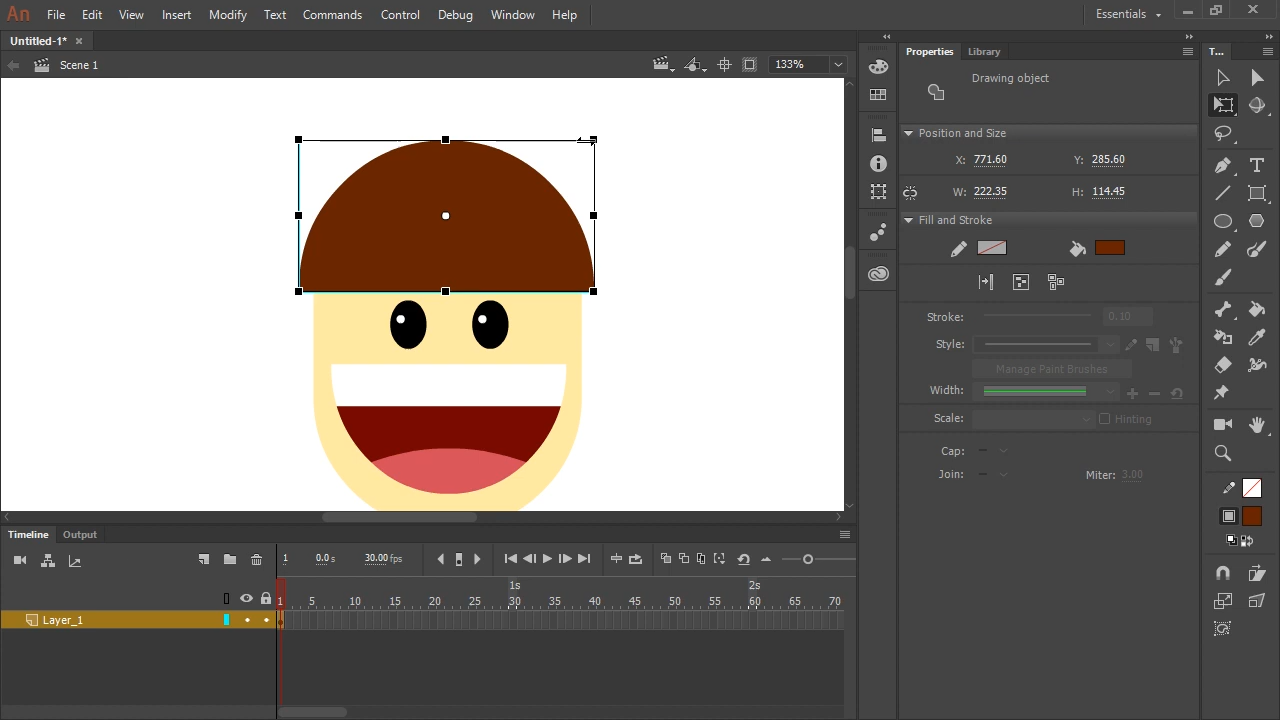 An File Edit View Insert Modify Text Commands Control Debug Window Help Essentials
Untitled-1* ×
Scene 1 133%
Properties Library T...
Drawing object
Position and Size
X: 771.60 Y: 285.60
W: 222.35 H: 114.45
Fill and Stroke
Stroke: 0.10
Style:
Manage Paint Brushes
Width:
Scale: Hinting
Cap:
Join: Miter: 3.00
Timeline Output
1 0.0 s 30.00 fps
1s 2s
1 5 10 15 20 25 30 35 40 45 50 55 60 65 70
Layer_1